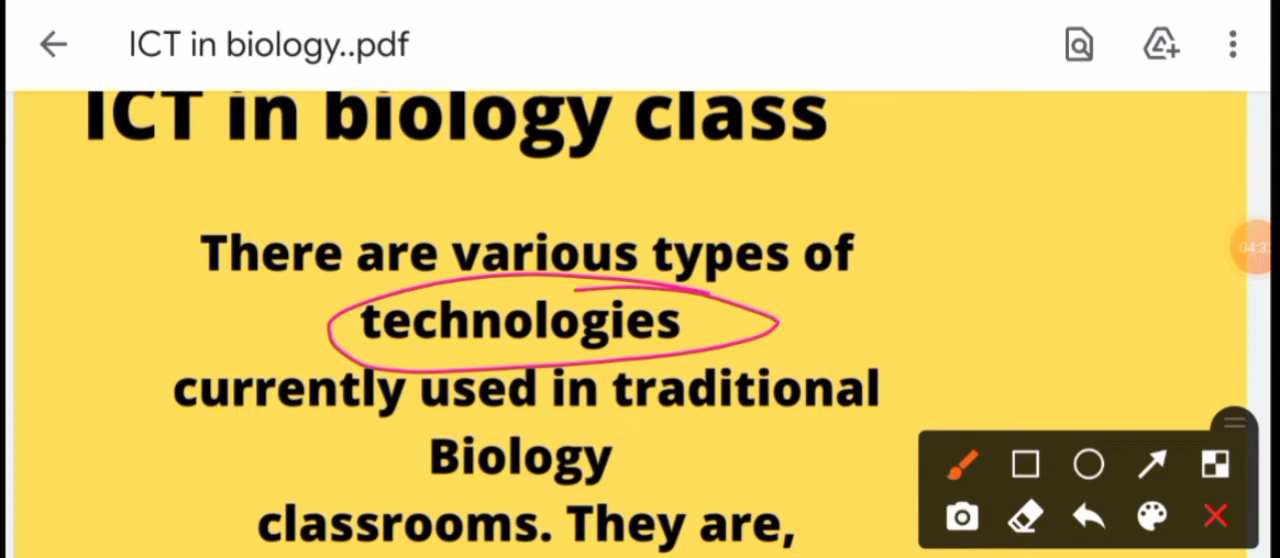 ICT in biology..pdf
ICT in biology class
There are various types of
technologies
currently used in traditional
Biology
classrooms. They are,